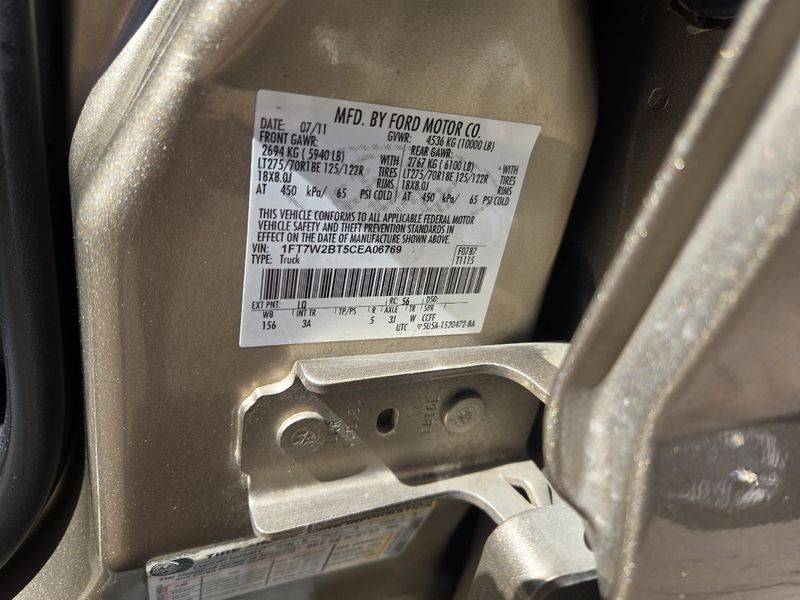 MFD. BY FORD MOTOR CO.
DATE: 07/11 GVWR: 4536 KG (10000 LB)
FRONT GAWR: REAR GAWR:
2694 KG ( 5940 LB) WITH 2767 KG ( 6100 LB) WITH
LT275/70R18E 125/122R TIRES LT275/70R18E 125/122R TIRES
18X8.0J RIMS 18X8.0J RIMS
AT 450 kPa/ 65 PSI COLD AT 450 kPa/ 65 PSI COLD
THIS VEHICLE CONFORMS TO ALL APPLICABLE FEDERAL MOTOR
VEHICLE SAFETY AND THEFT PREVENTION STANDARDS IN
EFFECT ON THE DATE OF MANUFACTURE SHOWN ABOVE.
VIN: 1FT7W2BT5CEA06769 F0787
TYPE: Truck T1115
EXT PNT: LQ RC: 56 DSO:
WB INT TR TP/PS R AXLE TR SPR
156 3A 5 3J W CCFF
UTC 5U5A-1520472-BA